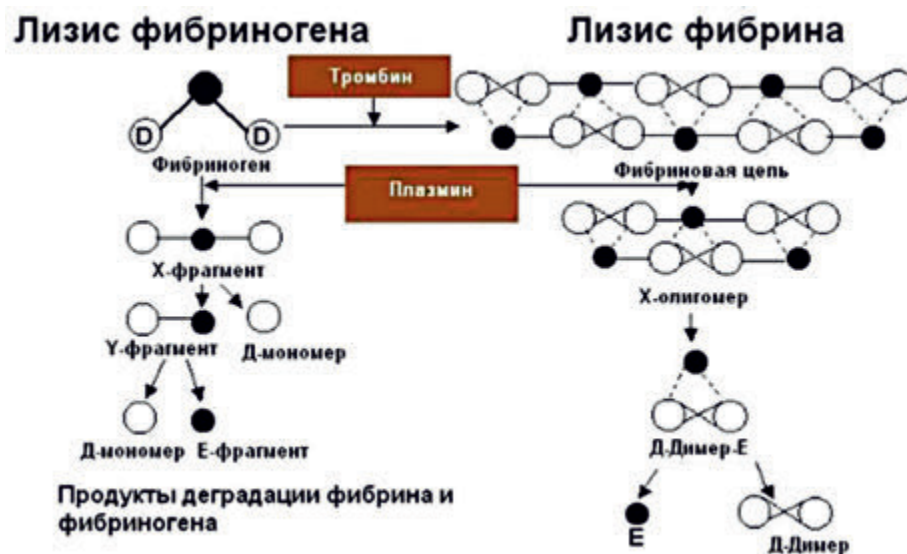 Лизис фибриногена
Лизис фибрина
Тромбин
D D
Фибриноген
Фибриновая цепь
Плазмин
Х-фрагмент
Х-олигомер
Y-фрагмент
Д-мономер
Д-мономер
Е-фрагмент
Д-Димер-Е
Е
Д-Димер
Продукты деградации фибрина и
фибриногена